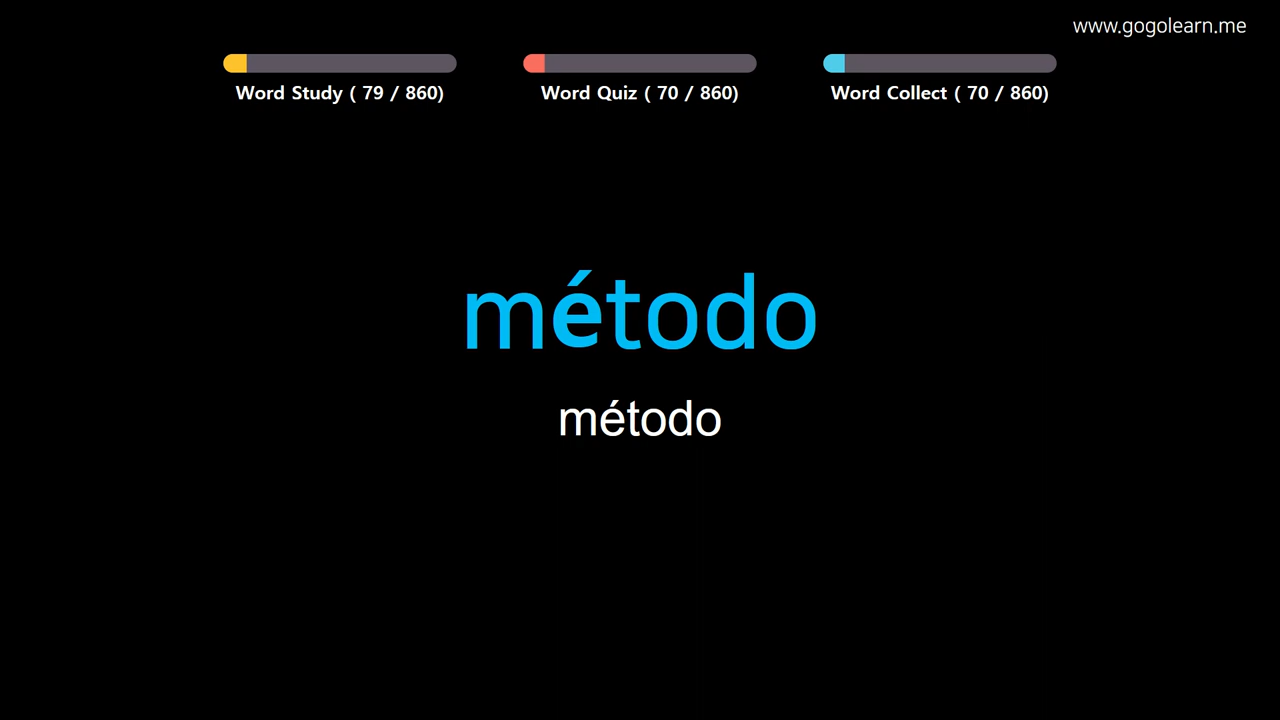 www.gogolearn.me
Word Study ( 79 / 860)
Word Quiz ( 70 / 860)
Word Collect ( 70 / 860)
método
método